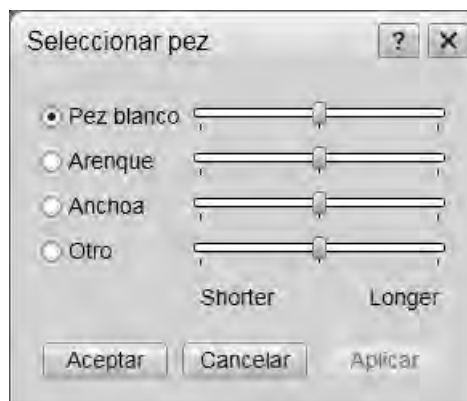 Seleccionar pez ? X
Pez blanco
Arenque
Anchoa
Otro
Shorter Longer
Aceptar Cancelar Aplicar